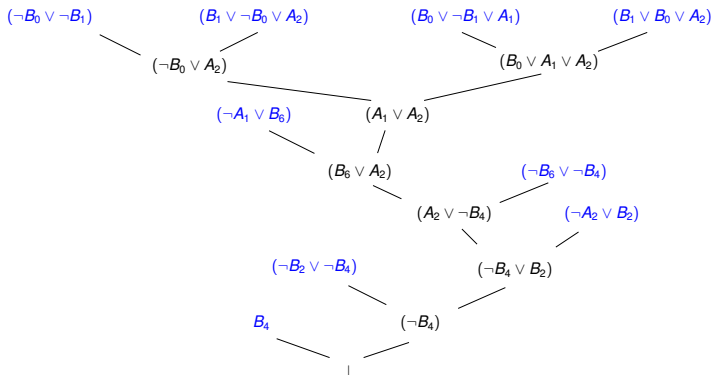 (¬B₀ ∨ ¬B₁) (B₁ ∨ ¬B₀ ∨ A₂) (B₀ ∨ ¬B₁ ∨ A₁) (B₁ ∨ B₀ ∨ A₂)
(¬B₀ ∨ A₂) (B₀ ∨ A₁ ∨ A₂)
(¬A₁ ∨ B₆) (A₁ ∨ A₂)
(B₆ ∨ A₂) (¬B₆ ∨ ¬B₄)
(A₂ ∨ ¬B₄) (¬A₂ ∨ B₂)
(¬B₂ ∨ ¬B₄) (¬B₄ ∨ B₂)
B₄ (¬B₄)